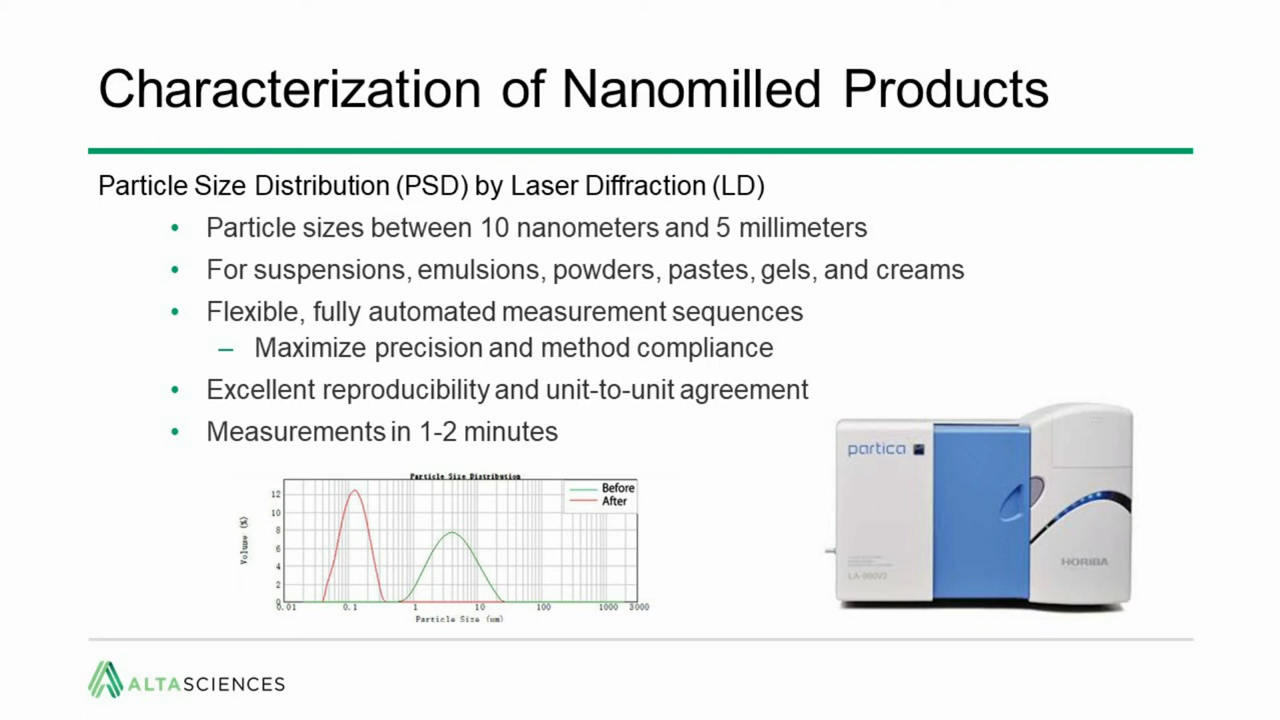 Characterization of Nanomilled Products
Particle Size Distribution (PSD) by Laser Diffraction (LD)
• Particle sizes between 10 nanometers and 5 millimeters
• For suspensions, emulsions, powders, pastes, gels, and creams
• Flexible, fully automated measurement sequences
– Maximize precision and method compliance
• Excellent reproducibility and unit-to-unit agreement
• Measurements in 1-2 minutes
Particle Size Distribution
Before
After
Volume (%)
12
10
8
6
4
2
0
0.01 0.1 1 10 100 1000 3000
Particle Size (um)
partica
HORIBA
ALTASCIENCES